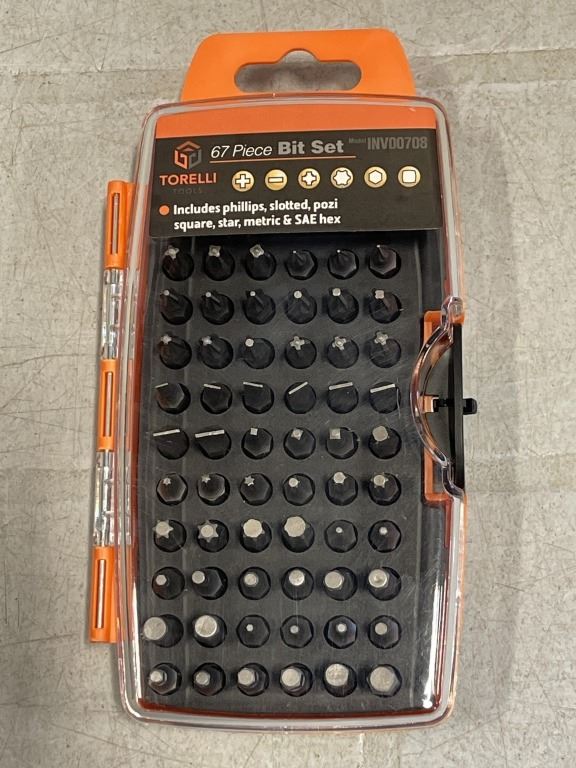 67 Piece Bit Set Model INV00708
TORELLI
TOOLS
Includes phillips, slotted, pozi
square, star, metric & SAE hex